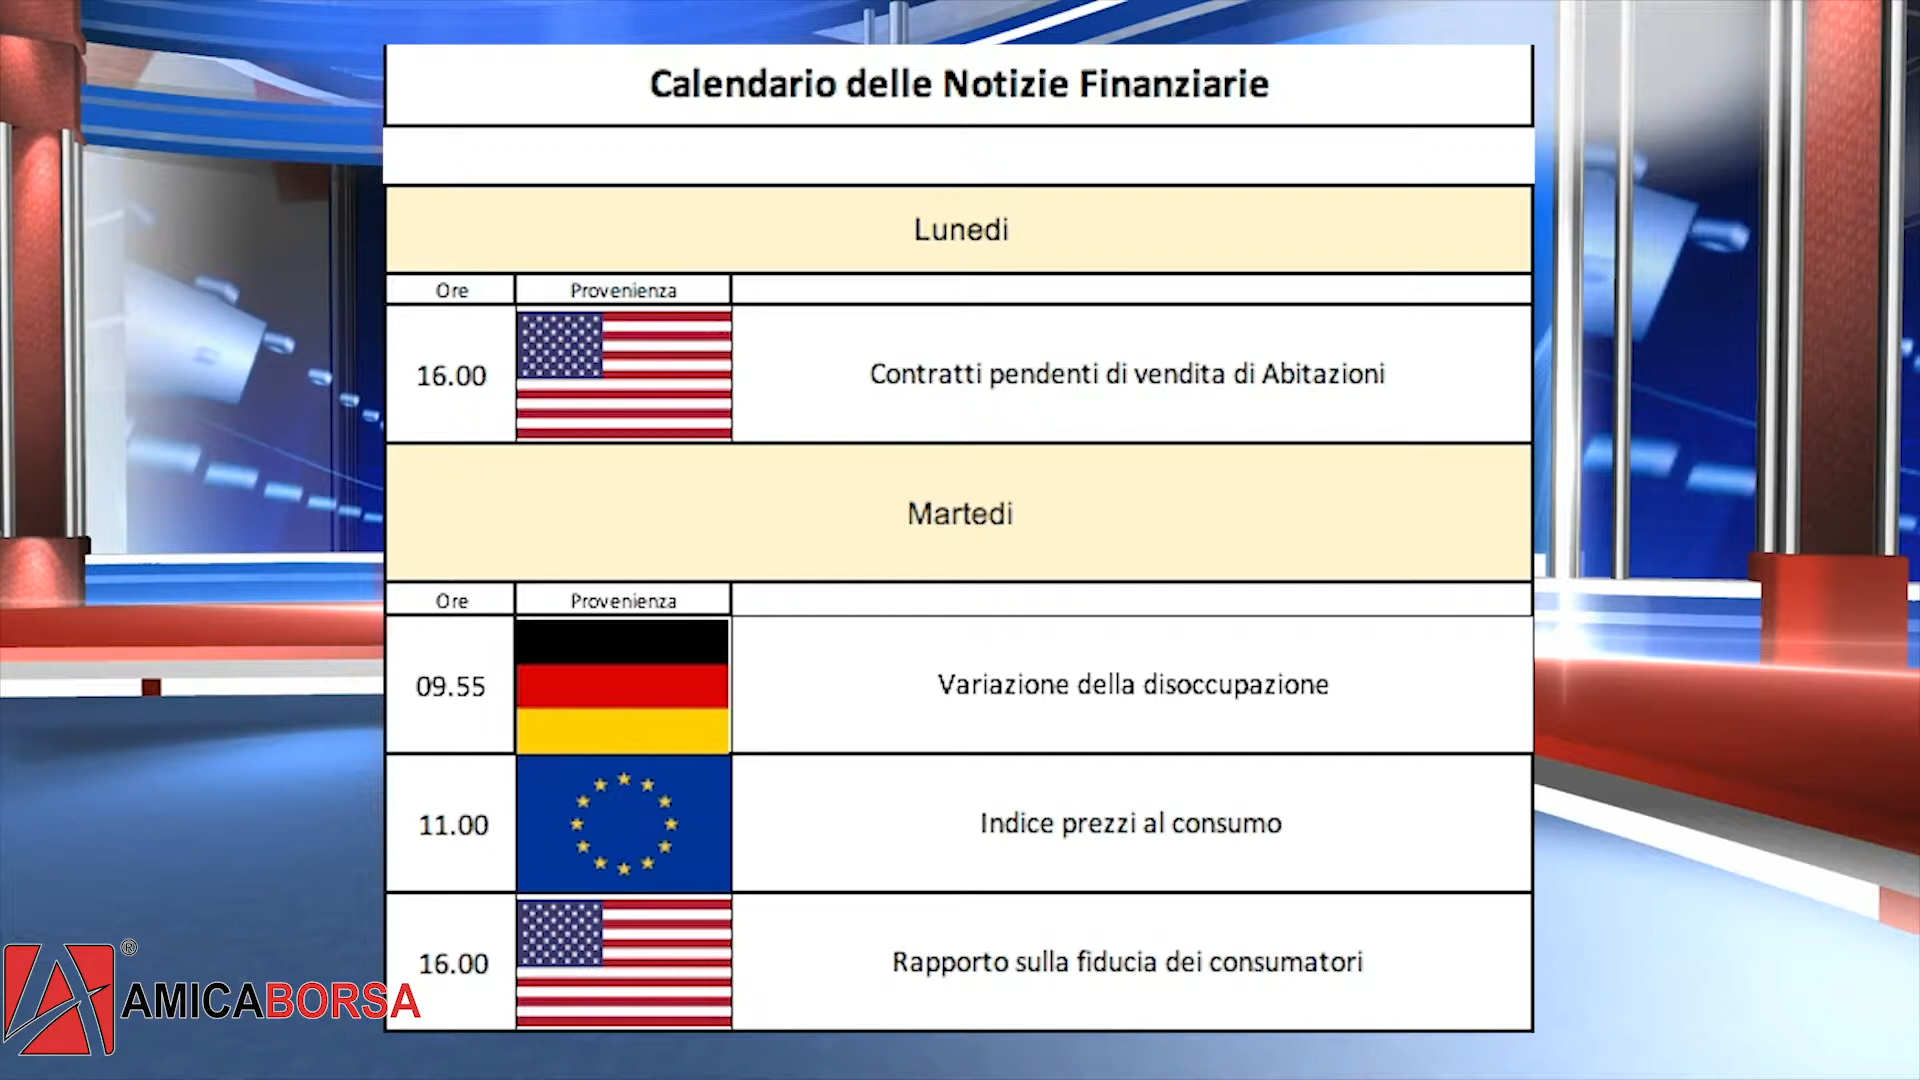 Calendario delle Notizie Finanziarie
Lunedi
Ore Provenienza
16.00 Contratti pendenti di vendita di Abitazioni
Martedi
Ore Provenienza
09.55 Variazione della disoccupazione
11.00 Indice prezzi al consumo
16.00 Rapporto sulla fiducia dei consumatori
AMICABORSA ®